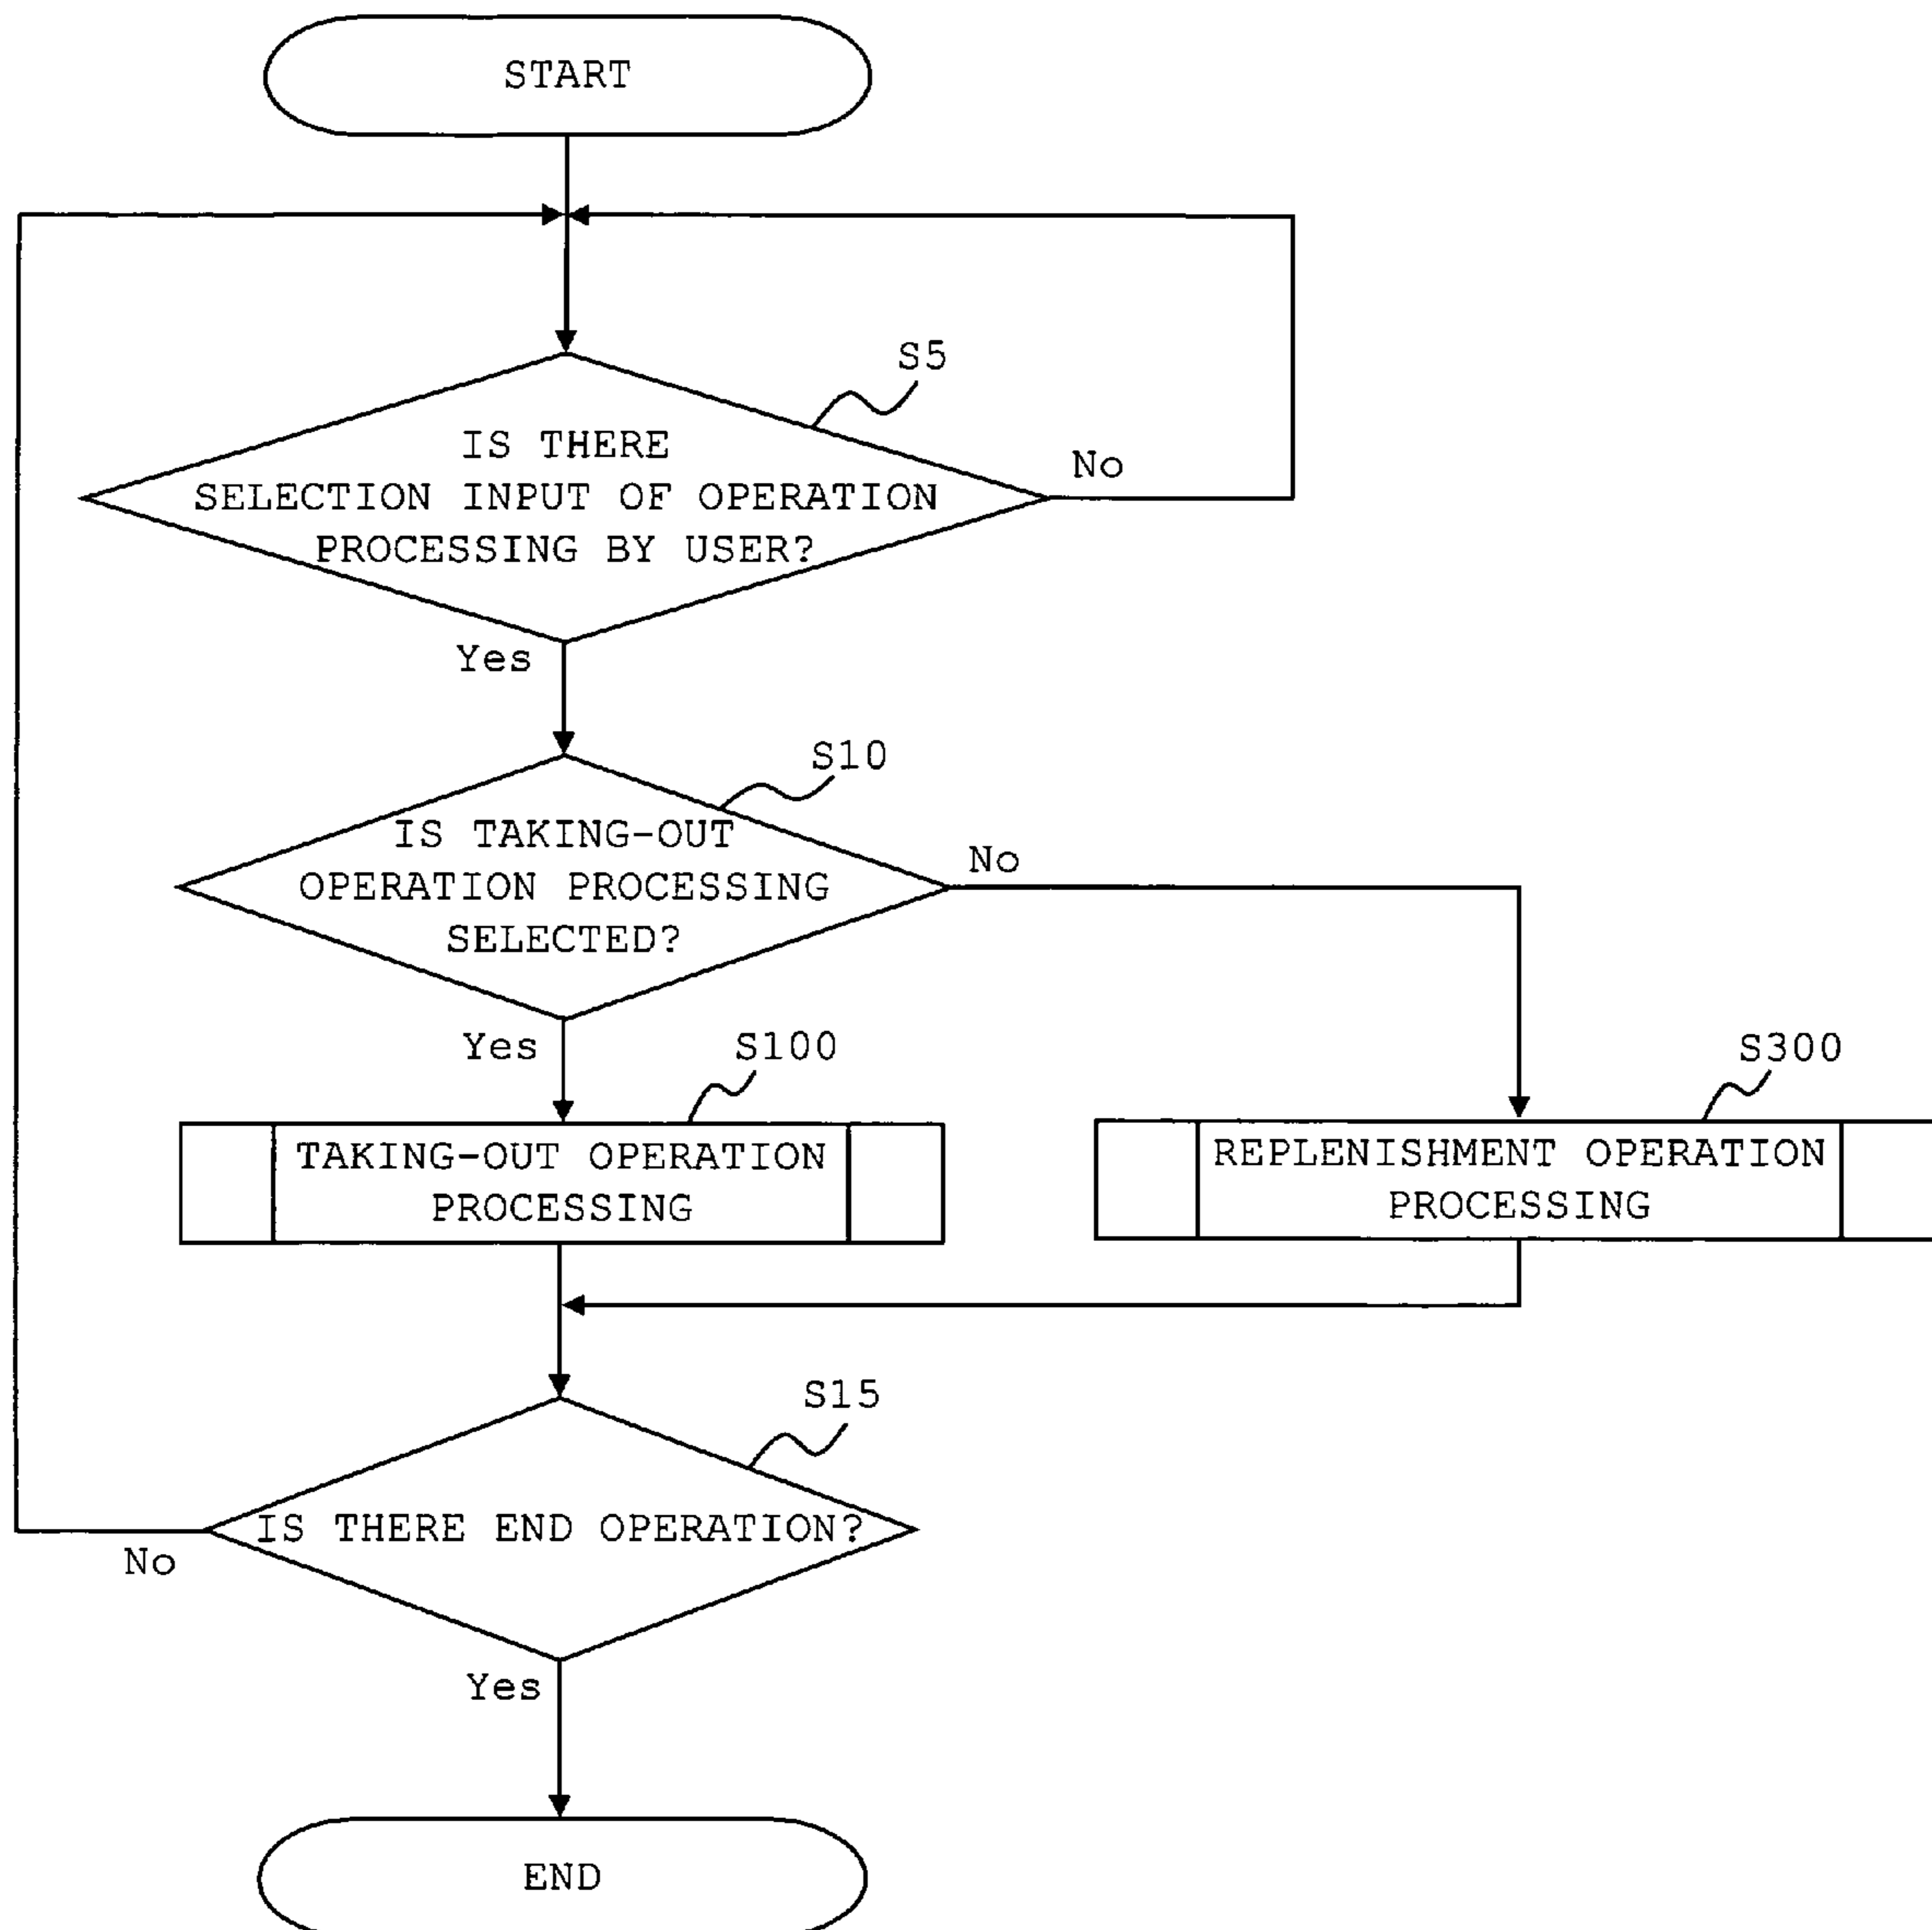 START
S5
IS THERE
SELECTION INPUT OF OPERATION
PROCESSING BY USER?
No
Yes
S10
IS TAKING-OUT
OPERATION PROCESSING
SELECTED?
No
Yes
S100
S300
TAKING-OUT OPERATION
PROCESSING
REPLENISHMENT OPERATION
PROCESSING
S15
IS THERE END OPERATION?
No
Yes
END